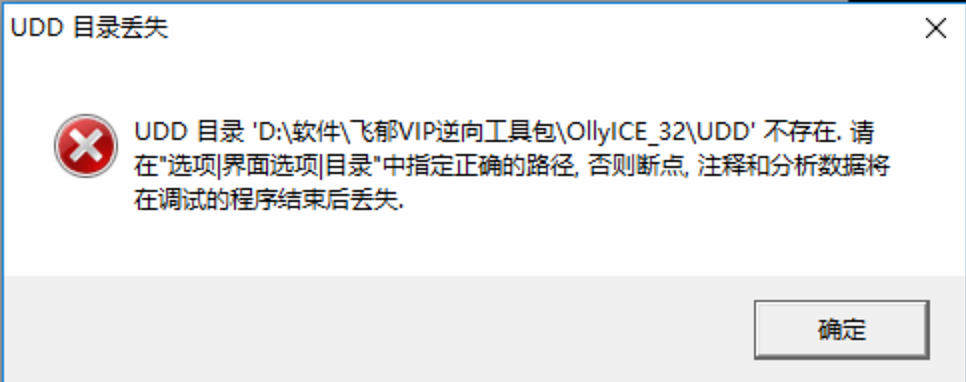 UDD 目录丢失
UDD 目录 'D:\软件\飞郁VIP逆向工具包\OllyICE_32\UDD' 不存在. 请
在"选项|界面选项|目录"中指定正确的路径, 否则断点, 注释和分析数据将
在调试的程序结束后丢失.
确定